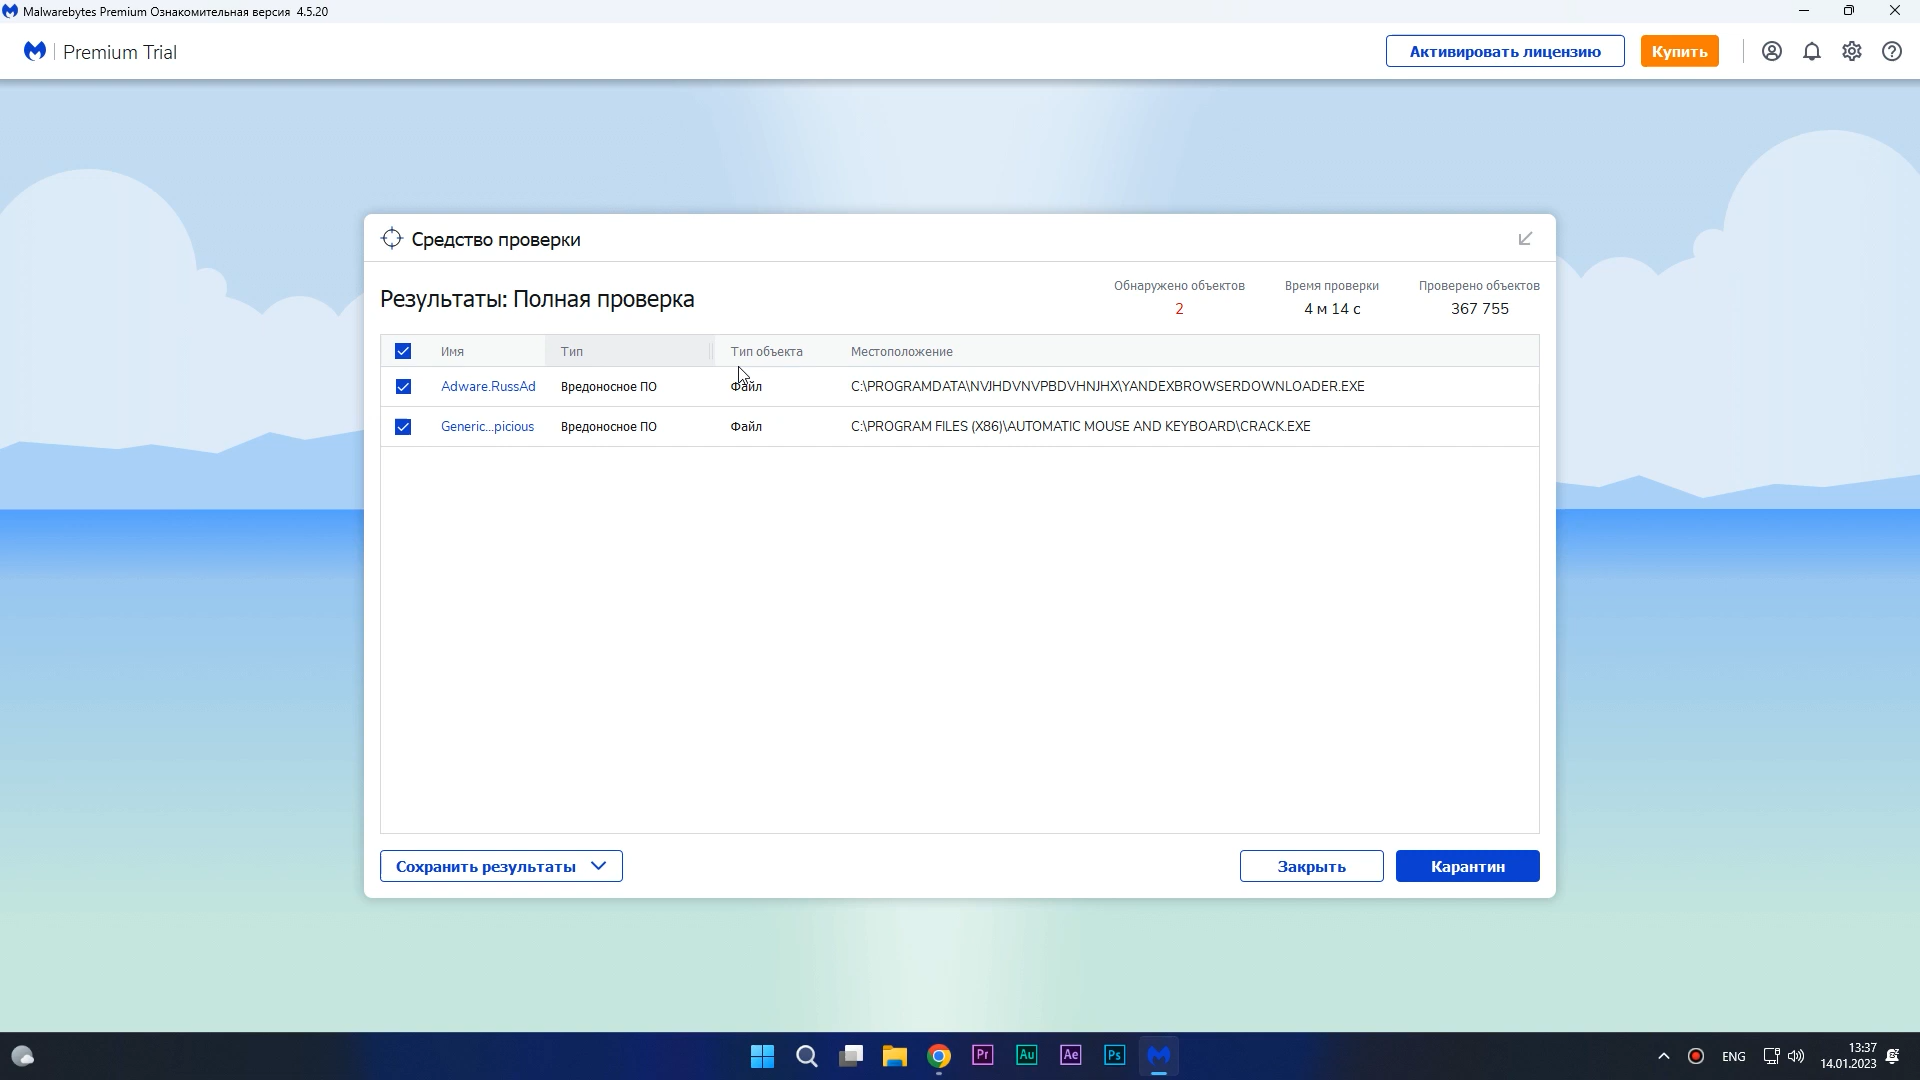 Malwarebytes Premium Ознакомительная версия 4.5.20
Premium Trial
Активировать лицензию
Купить
Средство проверки
Результаты: Полная проверка
Обнаружено объектов
Время проверки
Проверено объектов
2
4 м 14 с
367 755
Имя
Тип
Тип объекта
Местоположение
Adware.RussAd
Вредоносное ПО
Файл
C:\PROGRAMDATA\NVJHDVNVPBDVHNJHX\YANDEXBROWSERDOWNLOADER.EXE
Generic...picious
Вредоносное ПО
Файл
C:\PROGRAM FILES (X86)\AUTOMATIC MOUSE AND KEYBOARD\CRACK.EXE
Сохранить результаты
Закрыть
Карантин
Pr
Au
Ae
Ps
ENG
13:37
14.01.2023